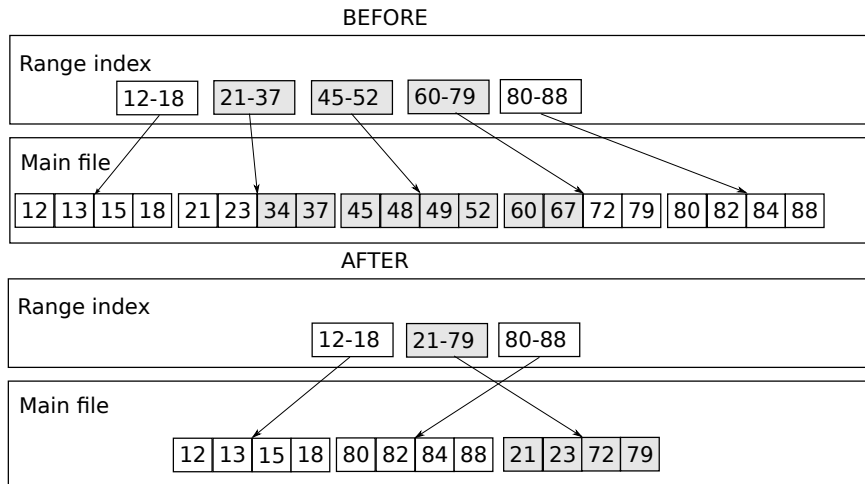 BEFORE
Range index
12-18 21-37 45-52 60-79 80-88
Main file
12 13 15 18 21 23 34 37 45 48 49 52 60 67 72 79 80 82 84 88
AFTER
Range index
12-18 21-79 80-88
Main file
12 13 15 18 80 82 84 88 21 23 72 79